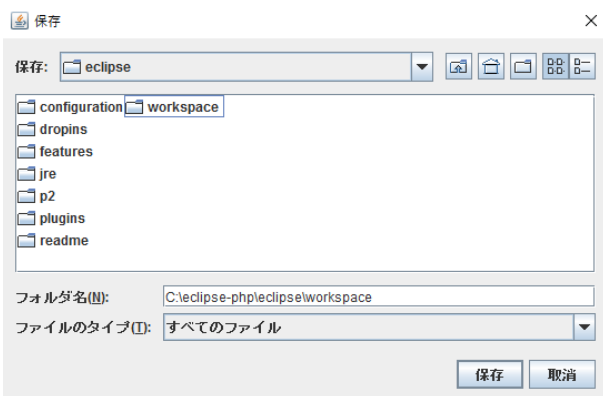 保存
保存: eclipse
configuration workspace
dropins
features
jre
p2
plugins
readme
フォルダ名(N): C:\eclipse-php\eclipse\workspace
ファイルのタイプ(T): すべてのファイル
保存 取消